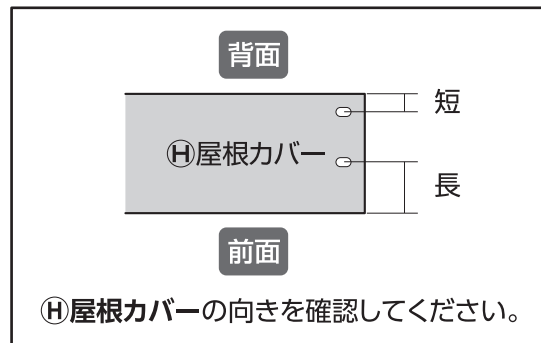 背面
短
Ⓗ屋根カバー
長
前面
Ⓗ屋根カバーの向きを確認してください。